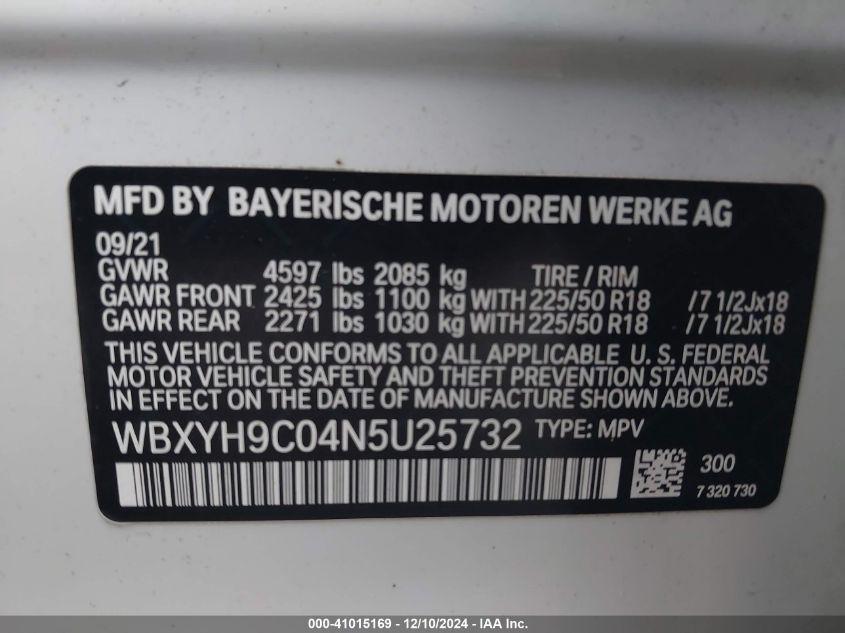 MFD BY BAYERISCHE MOTOREN WERKE AG
09/21
GVWR 4597 lbs 2085 kg TIRE / RIM
GAWR FRONT 2425 lbs 1100 kg WITH 225/50 R18 /7 1/2Jx18
GAWR REAR 2271 lbs 1030 kg WITH 225/50 R18 /7 1/2Jx18
THIS VEHICLE CONFORMS TO ALL APPLICABLE U. S. FEDERAL
MOTOR VEHICLE SAFETY AND THEFT PREVENTION STANDARDS
IN EFFECT ON THE DATE OF MANUFACTURE SHOWN ABOVE.
WBXYH9C04N5U25732 TYPE: MPV
300
7 320 730
000-41015169 - 12/10/2024 - IAA Inc.